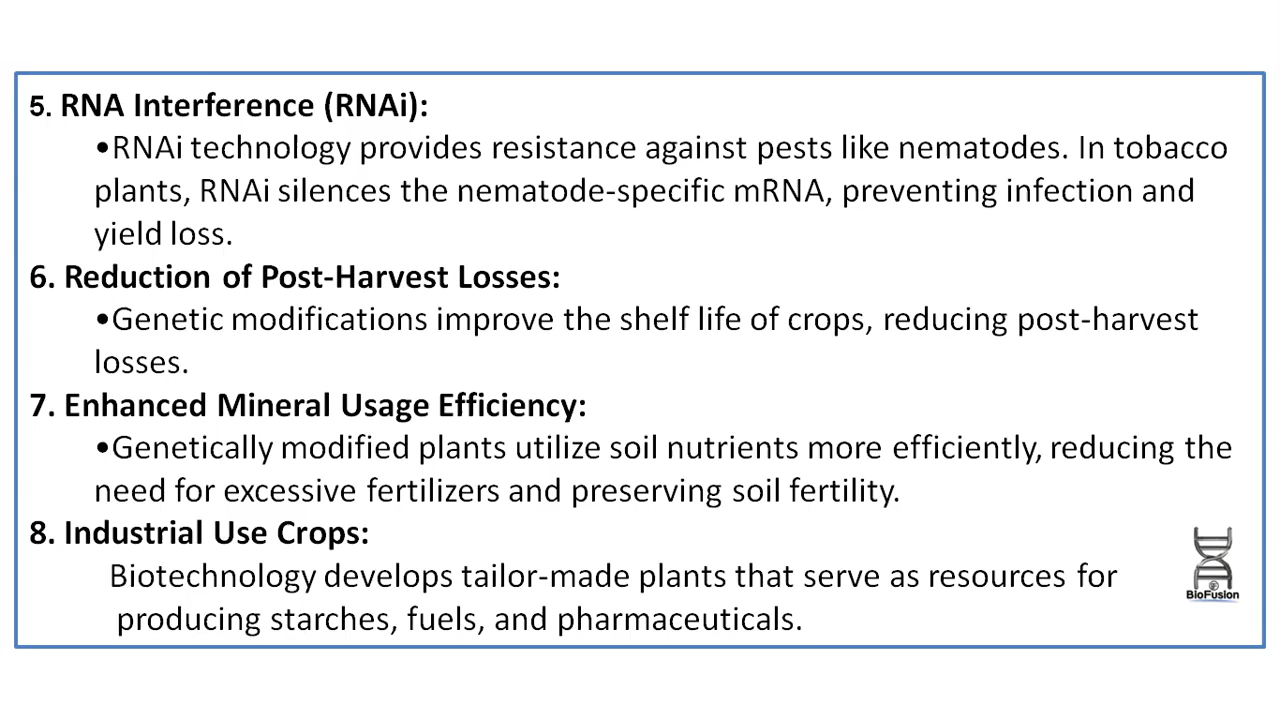 5. RNA Interference (RNAi):
•RNAi technology provides resistance against pests like nematodes. In tobacco
plants, RNAi silences the nematode-specific mRNA, preventing infection and
yield loss.
6. Reduction of Post-Harvest Losses:
•Genetic modifications improve the shelf life of crops, reducing post-harvest
losses.
7. Enhanced Mineral Usage Efficiency:
•Genetically modified plants utilize soil nutrients more efficiently, reducing the
need for excessive fertilizers and preserving soil fertility.
8. Industrial Use Crops:
Biotechnology develops tailor-made plants that serve as resources for
producing starches, fuels, and pharmaceuticals.
BioFusion